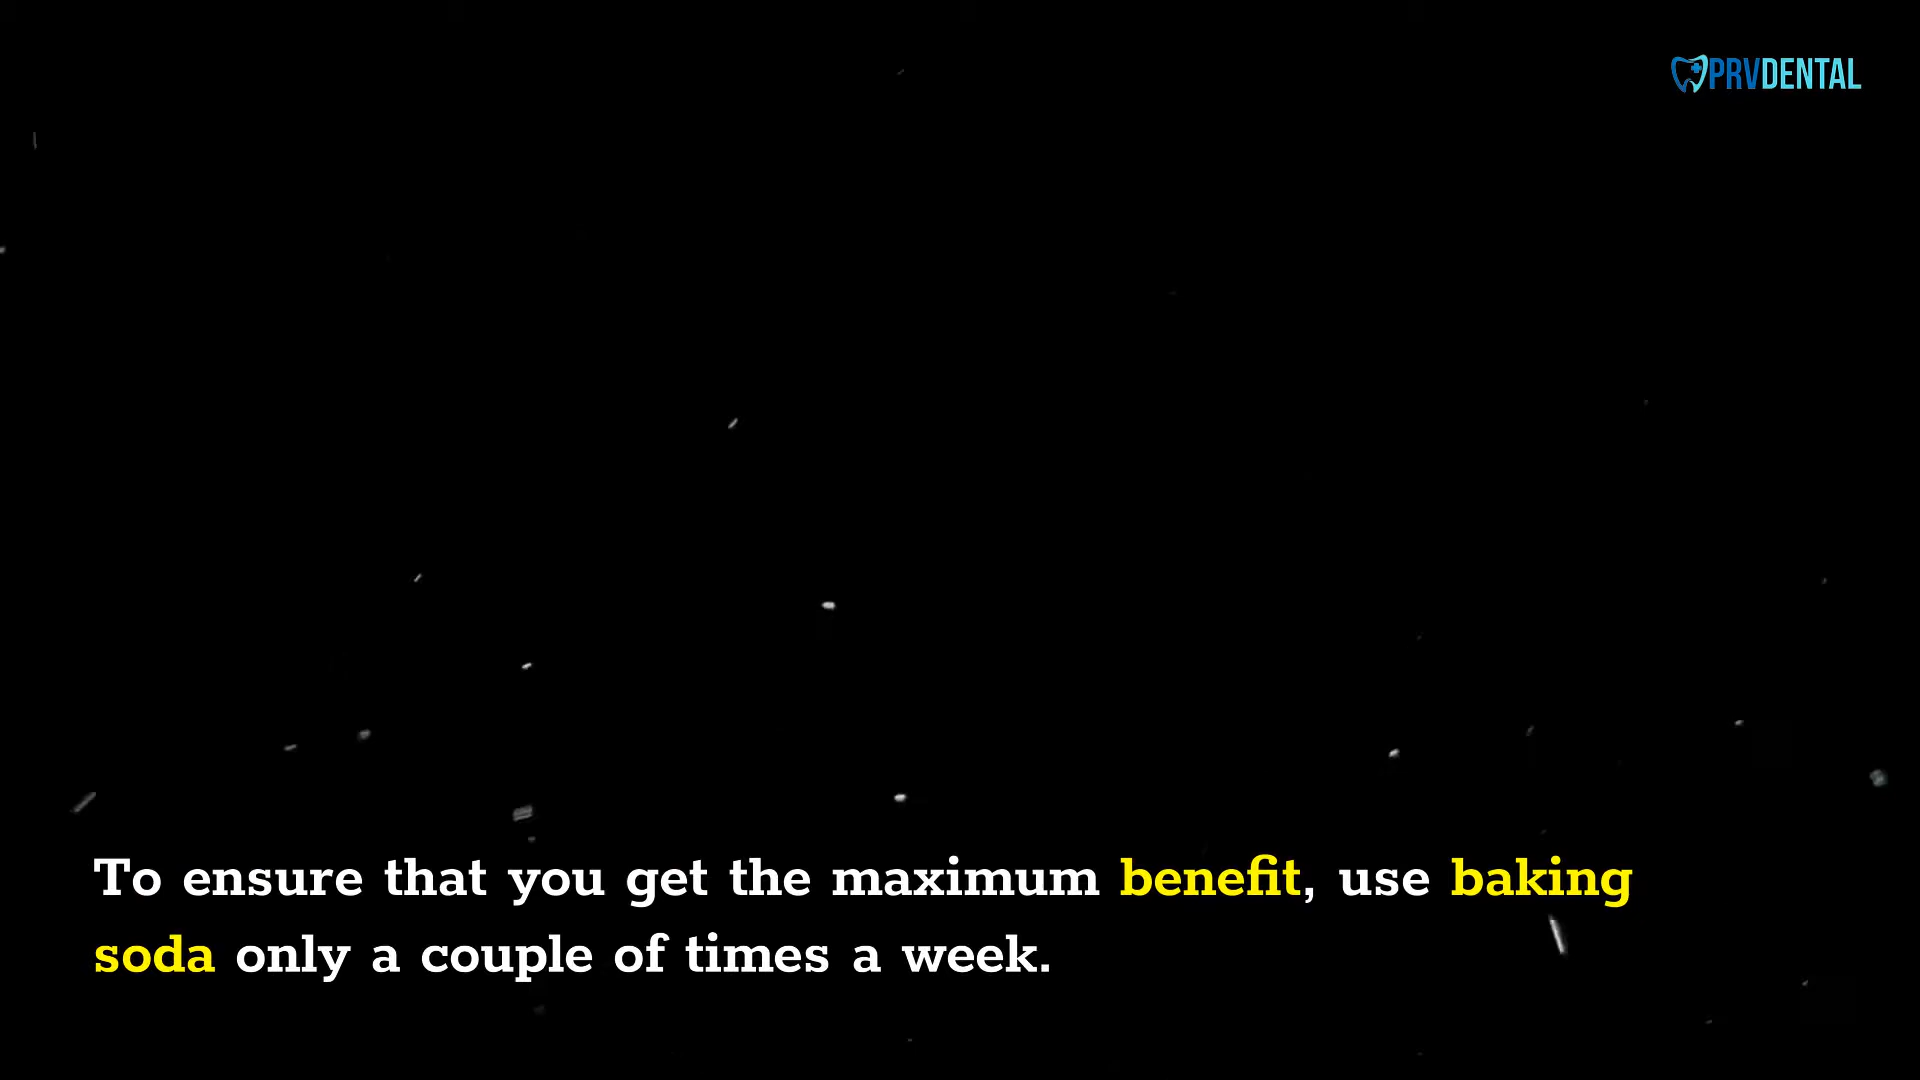 PRVDENTAL
To ensure that you get the maximum benefit, use baking
soda only a couple of times a week.